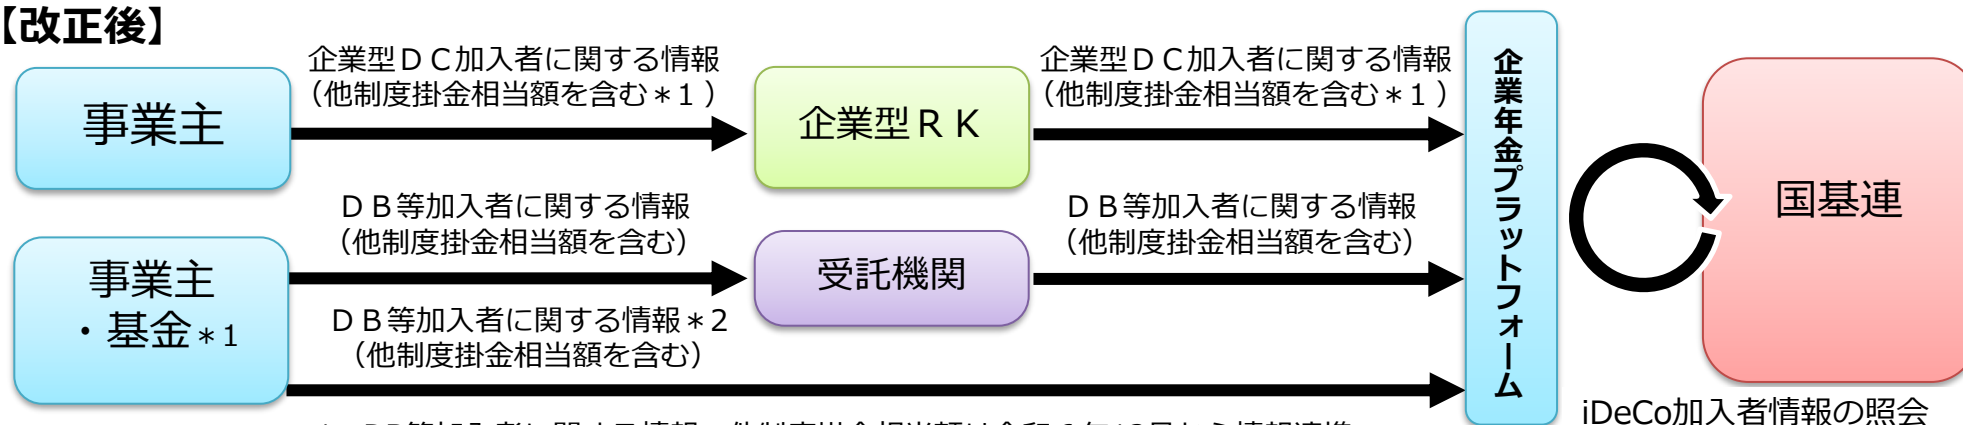 【改正後】
企業型ＤＣ加入者に関する情報
（他制度掛金相当額を含む＊１）
企業型ＤＣ加入者に関する情報
（他制度掛金相当額を含む＊１）
事業主
企業型ＲＫ
企業年金プラットフォーム
国基連
ＤＢ等加入者に関する情報
（他制度掛金相当額を含む）
ＤＢ等加入者に関する情報
（他制度掛金相当額を含む）
事業主
・基金＊１
受託機関
ＤＢ等加入者に関する情報＊２
（他制度掛金相当額を含む）
iDeCo加入者情報の照会